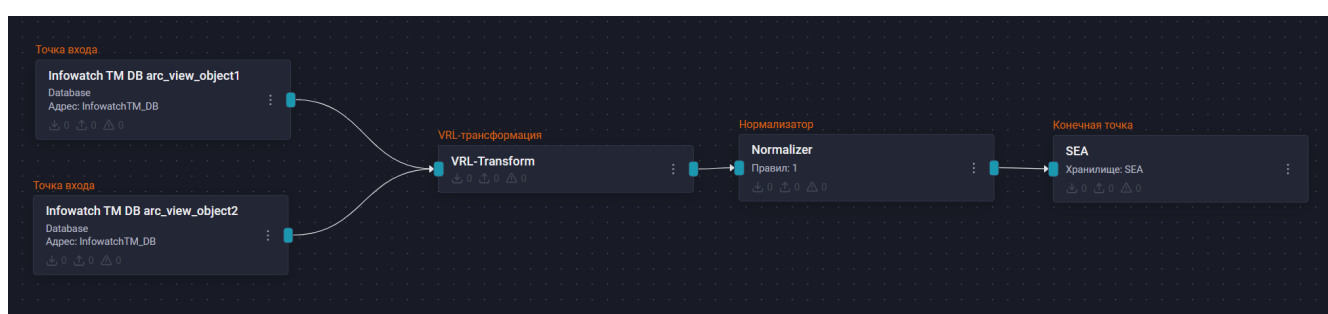 Точка входа
Infowatch TM DB arc_view_object1
Database
Адрес: InfowatchTM_DB
0 0 0
Точка входа
Infowatch TM DB arc_view_object2
Database
Адрес: InfowatchTM_DB
0 0 0
VRL-трансформация
VRL-Transform
0 0 0
Нормализатор
Normalizer
Правил: 1
0 0 0
Конечная точка
SEA
Хранилище: SEA
0 0 0